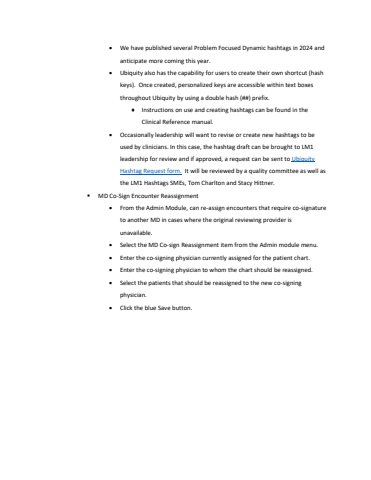 • We have published several Problem Focused Dynamic hashtags in 2024 and
anticipate more coming this year.
• Ubiquity also has the capability for users to create their own shortcut (hash
keys). Once created, personal keys are accessible within text boxes
throughout Ubiquity by using a double hash (##) prefix.
• Instructions on use and creating hashtags can be found in the
Clinical Reference manual.
• Occasionally leadership will want to revise or create new hashtags to be
used by clinicians. In this case, the hashtag draft can be brought to LM1
leadership for review and if approved, a request can be sent to Ubiquity
Hashtag Request form. It will be reviewed by a quality committee as well as
the LM1 Hashtags SMEs, Tom Charlton and Stacy Hittner.
▪ MD Co-Sign Encounter Reassignment
• From the Admin Module, can re-assign encounters that require co-signature
to another MD in cases where the original reviewing provider is
unavailable.
• Select the MD Co-sign Reassignment item from the Admin module menu.
• Enter the co-signing physician currently assigned for the patient chart.
• Enter the co-signing physician to whom the chart should be reassigned.
• Select the patients that should be reassigned to the new co-signing
physician.
• Click the blue Save button.